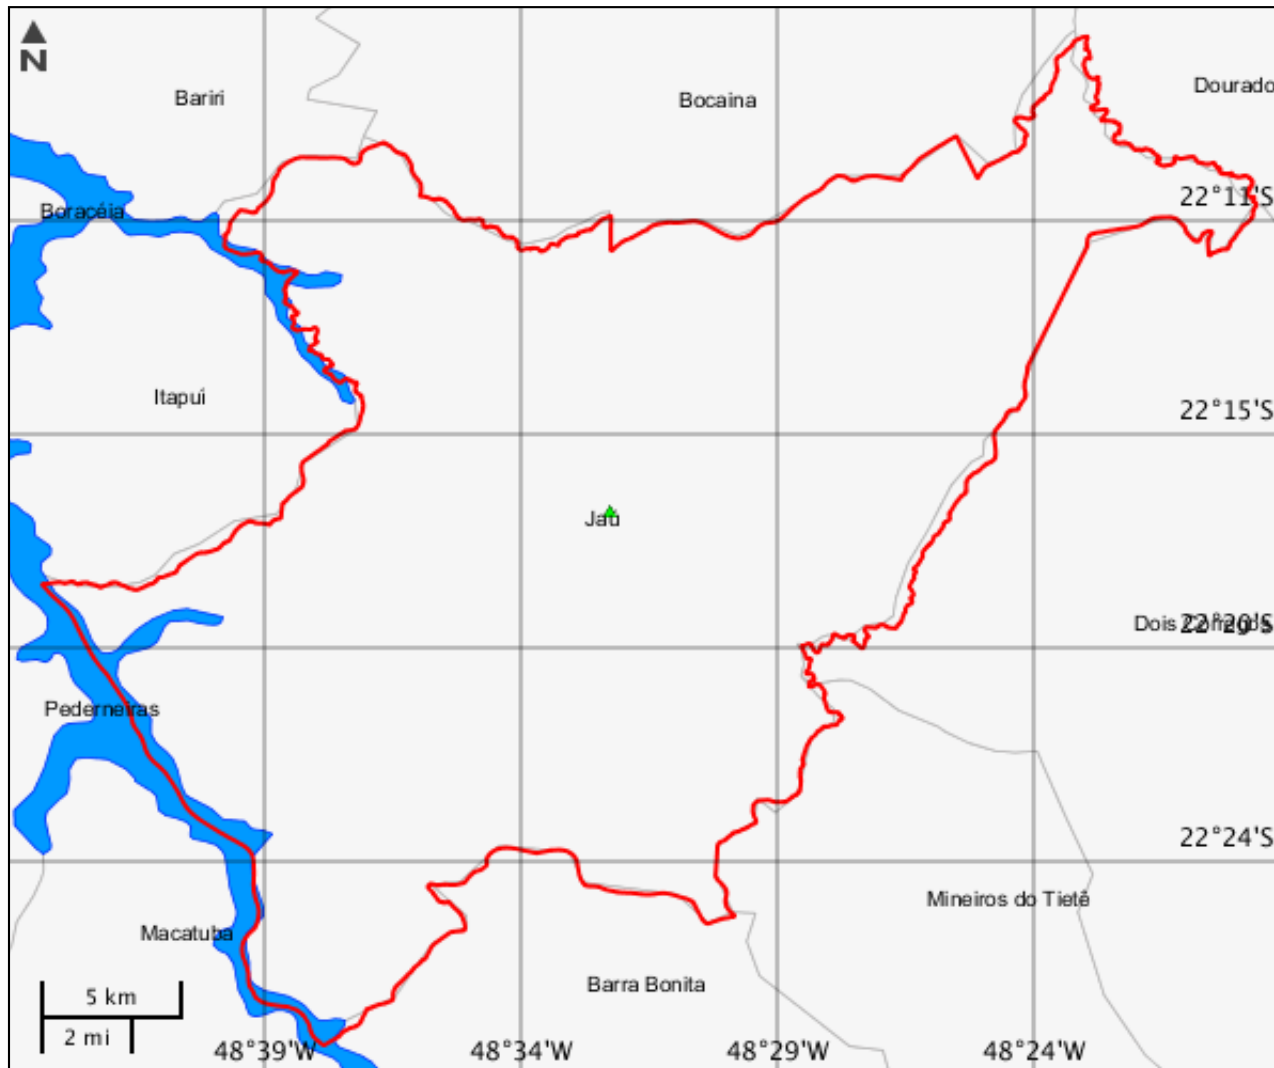 N
Bariri
Bocaina
Dourado
22°11'S
Boracéia
Itapuí
22°15'S
Jaú
Dois Córregos
22°20'S
Pederneiras
22°24'S
Mineiros do Tietê
Macatuba
Barra Bonita
5 km
2 mi
48°39'W
48°34'W
48°29'W
48°24'W